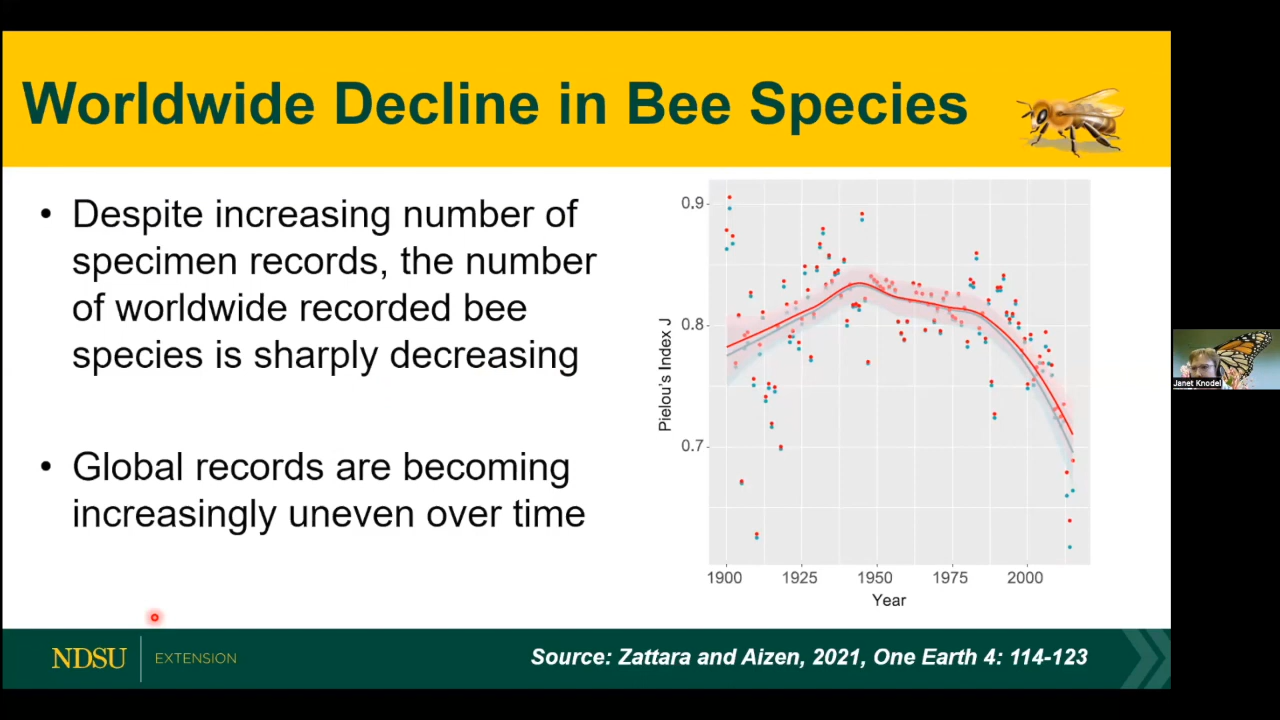 Worldwide Decline in Bee Species
• Despite increasing number of
specimen records, the number
of worldwide recorded bee
species is sharply decreasing
• Global records are becoming
increasingly uneven over time
0,9
0.8
0.7
Pielou's Index J
1900 1925 1950 1975 2000
Year
Janet Knodel
NDSU EXTENSION
Source: Zattara and Aizen, 2021, One Earth 4: 114-123